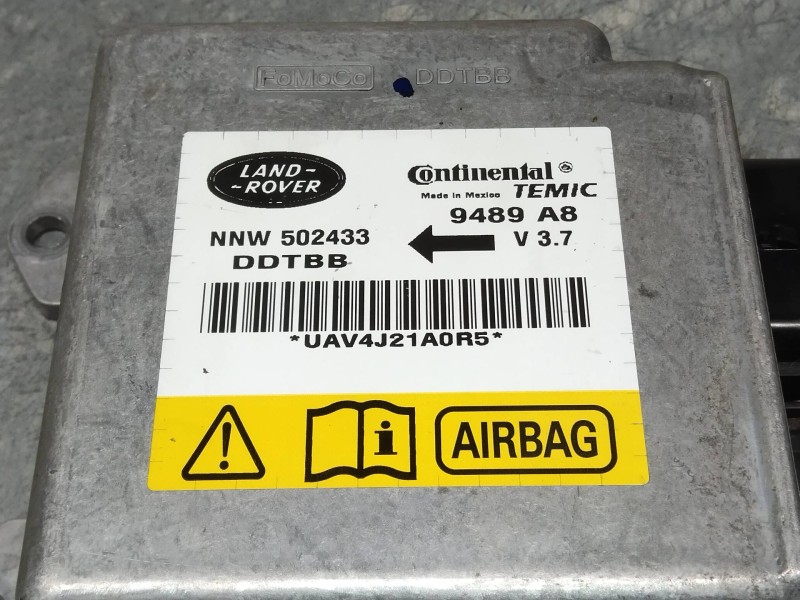 FoMoCo DDTBB
LAND-
-ROVER
Continental
Made in Mexico TEMIC
9489 A8
NNW 502433 V 3.7
DDTBB
*UAV4J21A0R5*
AIRBAG